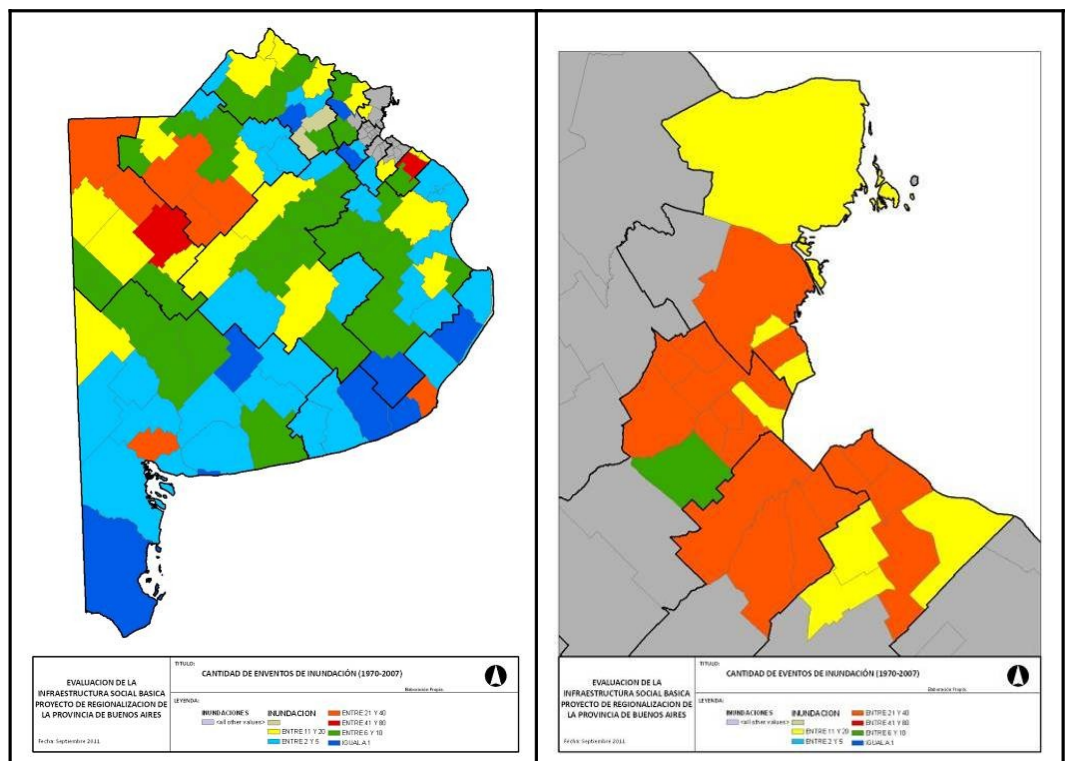 EVALUACION DE LA
INFRAESTRUCTURA SOCIAL BASICA
PROYECTO DE REGIONALIZACION DE
LA PROVINCIA DE BUENOS AIRES
Fecha: Septiembre 2011
TITULO:
CANTIDAD DE ENVENTOS DE INUNDACIÓN (1970-2007)
Elaboración Propia.
LEYENDA:
INUNDACIONES
<all other values>
INUNDACION
ENTRE 11 Y 20
ENTRE 2 Y 5
ENTRE 21 Y 40
ENTRE 41 Y 80
ENTRE 6 Y 10
IGUAL A 1
EVALUACION DE LA
INFRAESTRUCTURA SOCIAL BASICA
PROYECTO DE REGIONALIZACION DE
LA PROVINCIA DE BUENOS AIRES
Fecha: Septiembre 2011
TITULO:
CANTIDAD DE EVENTOS DE INUNDACIÓN (1970-2007)
Elaboración Propia.
LEYENDA:
INUNDACIONES
<all other values>
INUNDACION
ENTRE 11 Y 20
ENTRE 2 Y 5
ENTRE 21 Y 40
ENTRE 41 Y 80
ENTRE 6 Y 10
IGUAL A 1